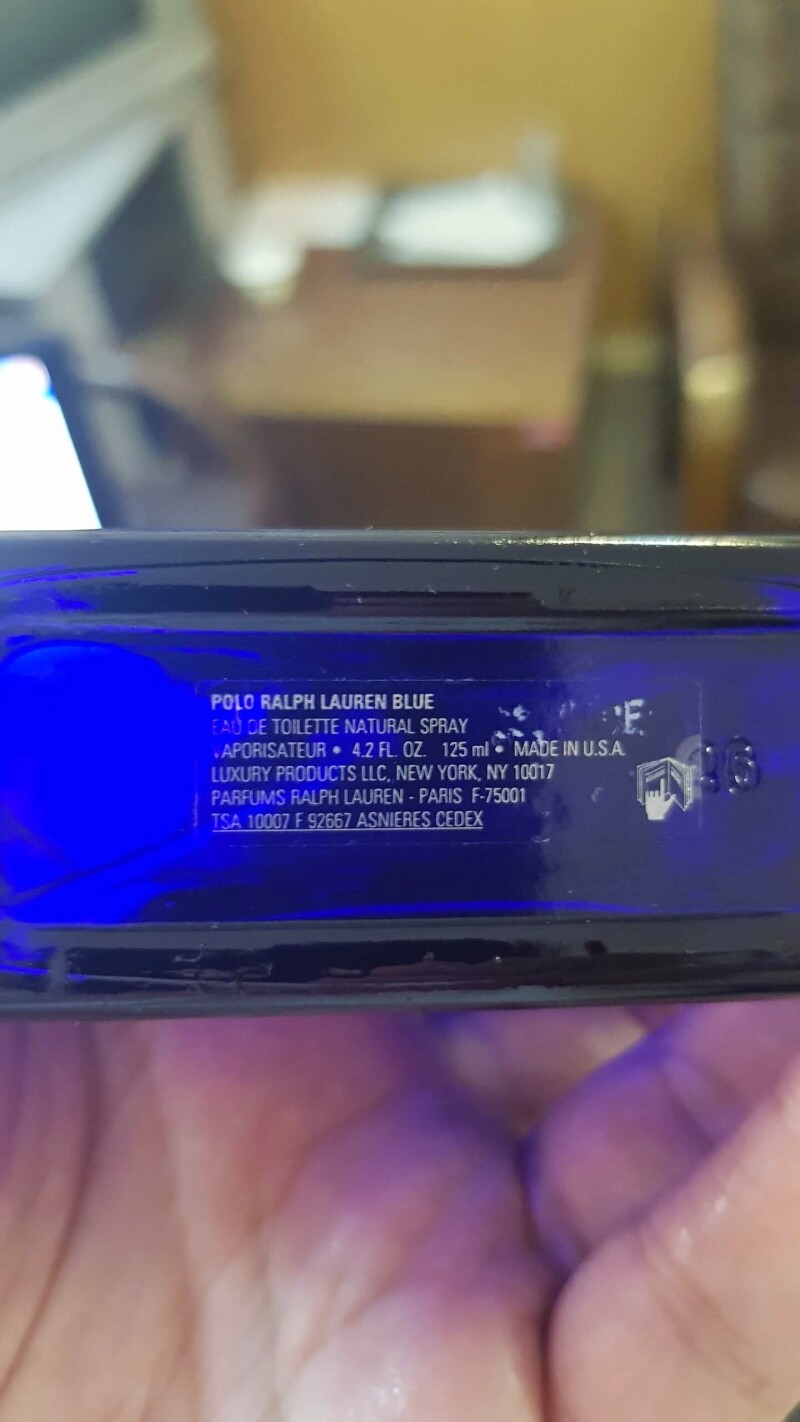 POLO RALPH LAUREN BLUE
EAU DE TOILETTE NATURAL SPRAY
VAPORISATEUR • 4.2 FL. OZ. 125 ml • MADE IN U.S.A.
LUXURY PRODUCTS LLC, NEW YORK, NY 10017
PARFUMS RALPH LAUREN - PARIS F-75001
TSA 10007 F 92667 ASNIERES CEDEX